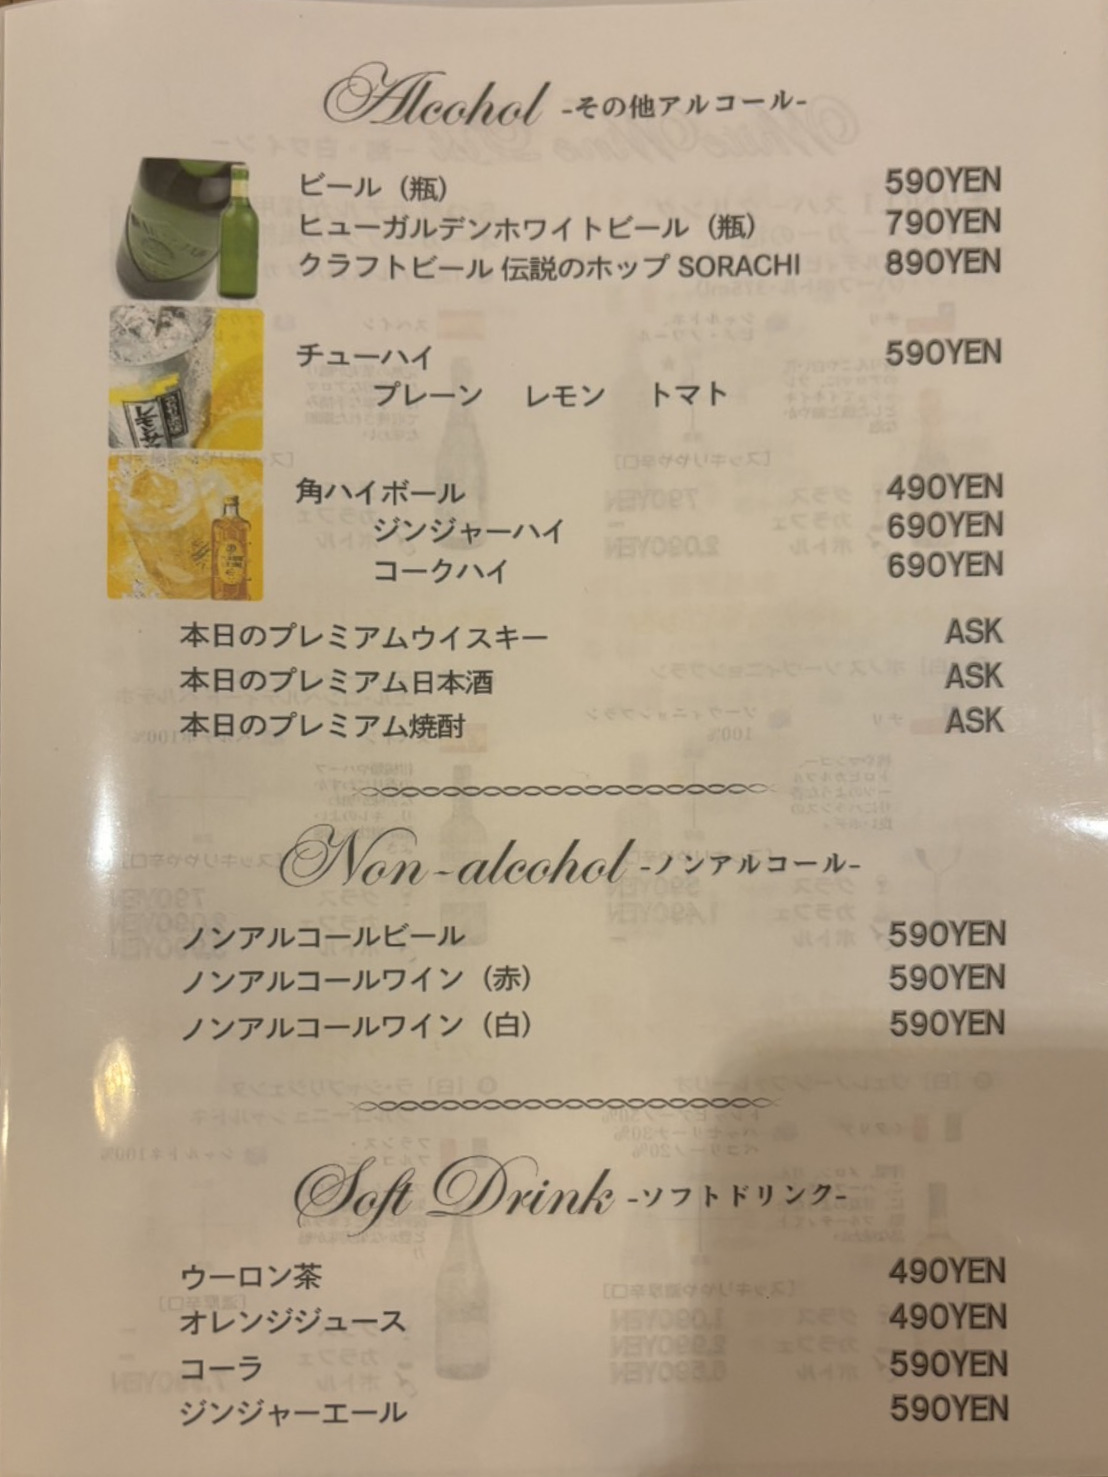 Alcohol -その他アルコール-
ビール（瓶） 590YEN
ヒューガルデンホワイトビール（瓶） 790YEN
クラフトビール 伝説のホップ SORACHI 890YEN
チューハイ 590YEN
プレーン レモン トマト
角ハイボール 490YEN
ジンジャーハイ 690YEN
コークハイ 690YEN
本日のプレミアムウイスキー ASK
本日のプレミアム日本酒 ASK
本日のプレミアム焼酎 ASK
Non-alcohol -ノンアルコール-
ノンアルコールビール 590YEN
ノンアルコールワイン（赤） 590YEN
ノンアルコールワイン（白） 590YEN
Soft Drink -ソフトドリンク-
ウーロン茶 490YEN
オレンジジュース 490YEN
コーラ 590YEN
ジンジャーエール 590YEN